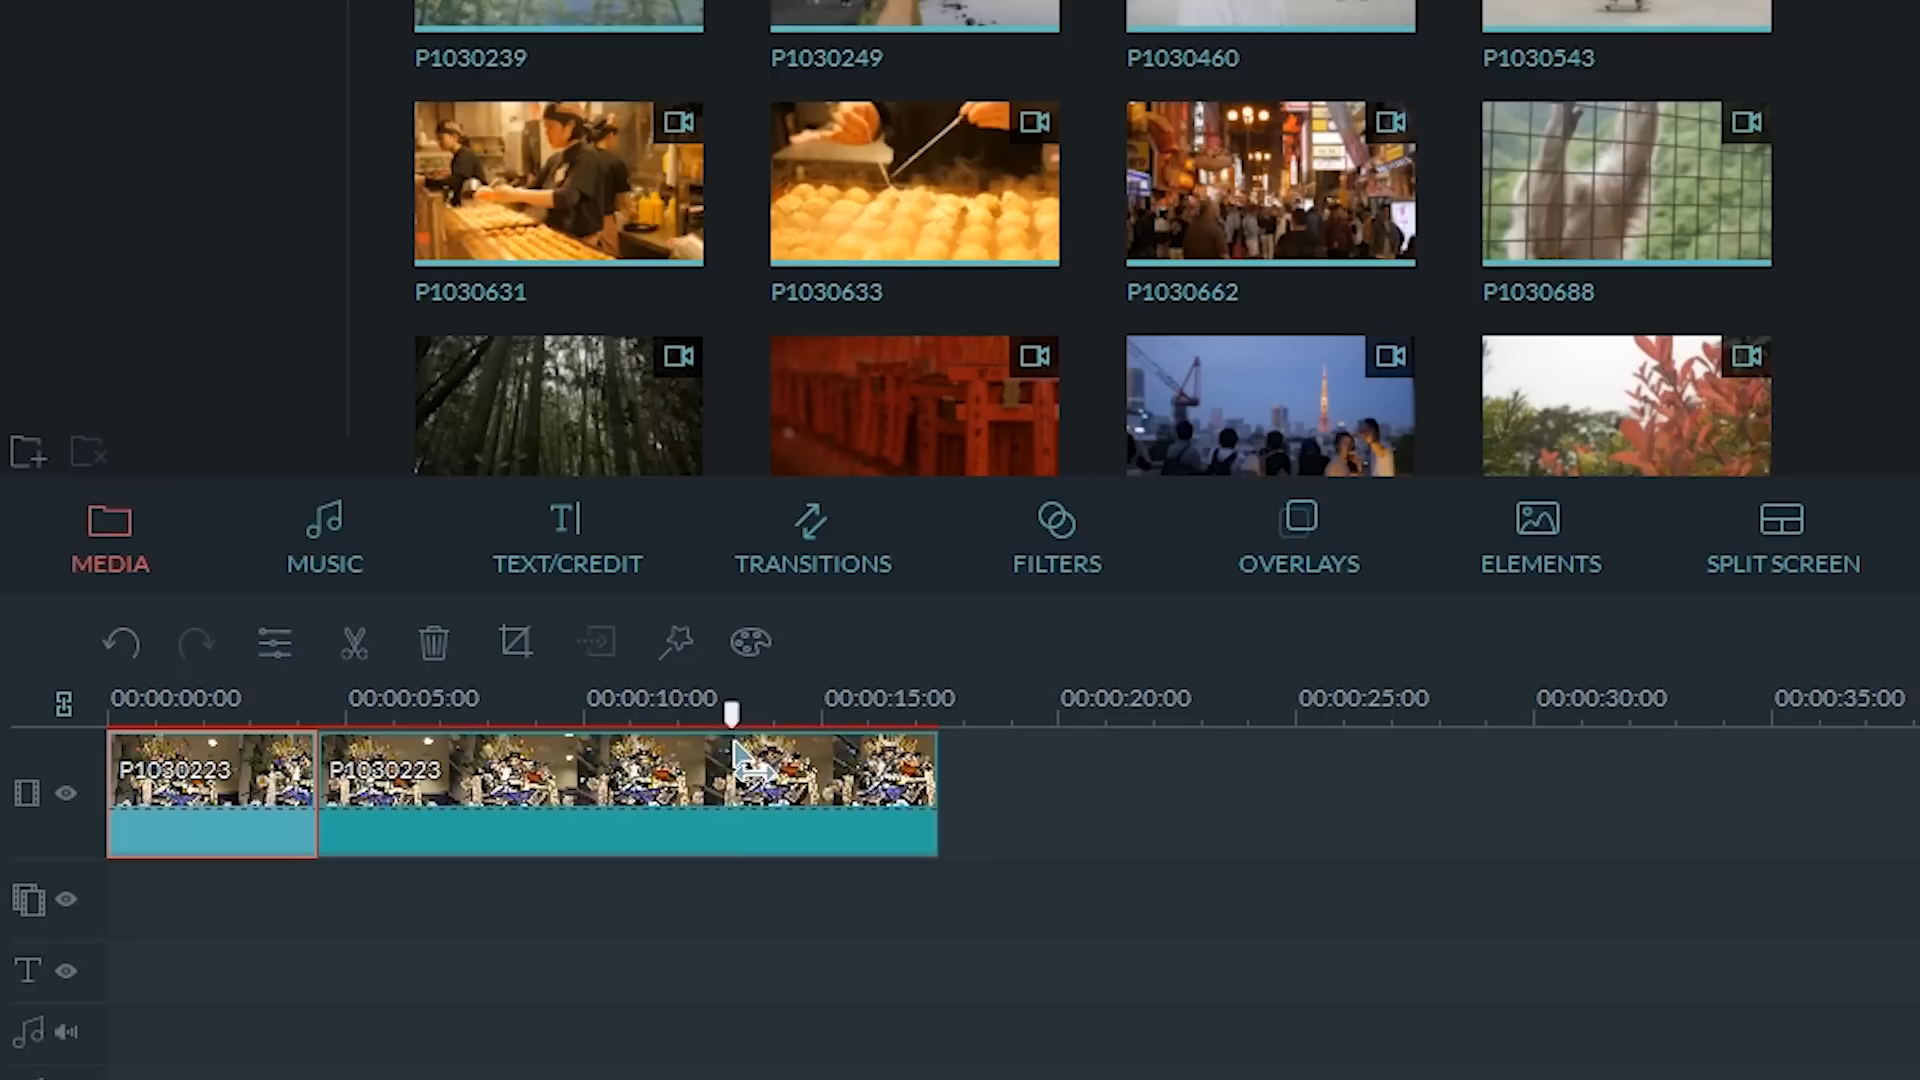 P1030239 P1030249 P1030460 P1030543
P1030631 P1030633 P1030662 P1030688
MEDIA MUSIC TEXT/CREDIT TRANSITIONS FILTERS OVERLAYS ELEMENTS SPLIT SCREEN
00:00:00:00 00:00:05:00 00:00:10:00 00:00:15:00 00:00:20:00 00:00:25:00 00:00:30:00 00:00:35:00
P1030223 P1030223